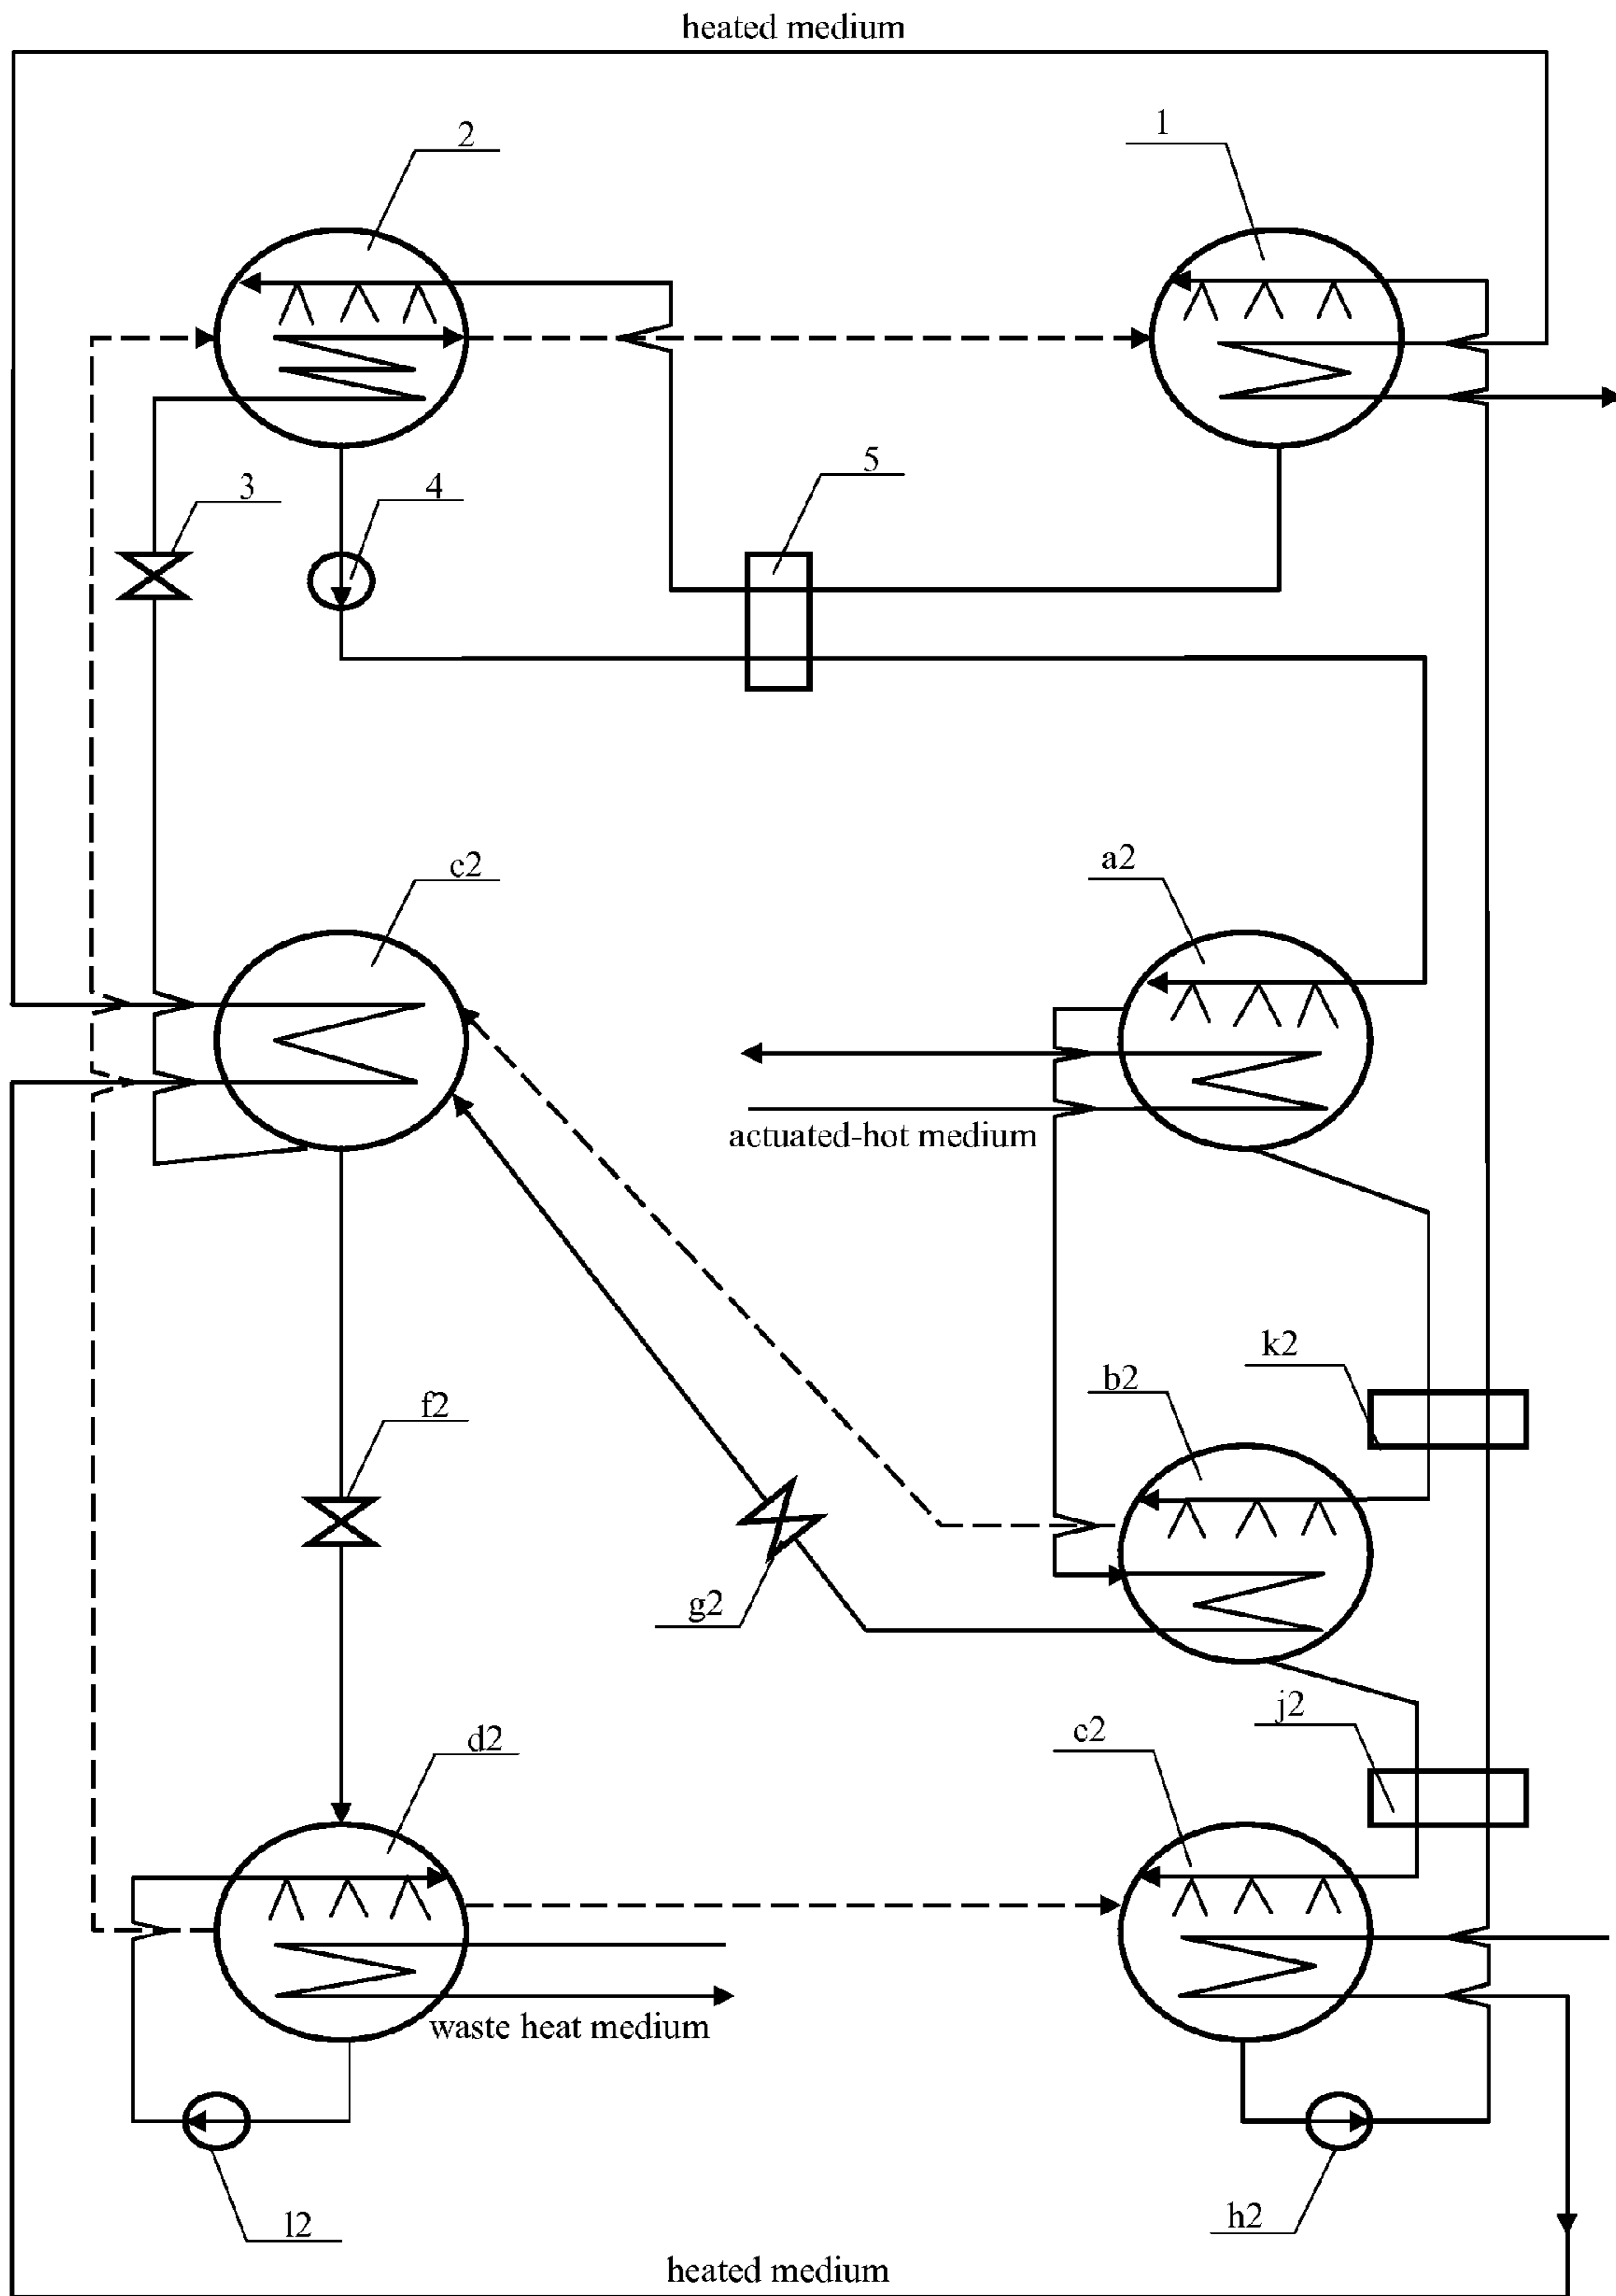 heated medium
2
1
3
4
5
c2
a2
actuated-hot medium
k2
b2
f2
g2
j2
d2
c2
waste heat medium
l2
h2
heated medium